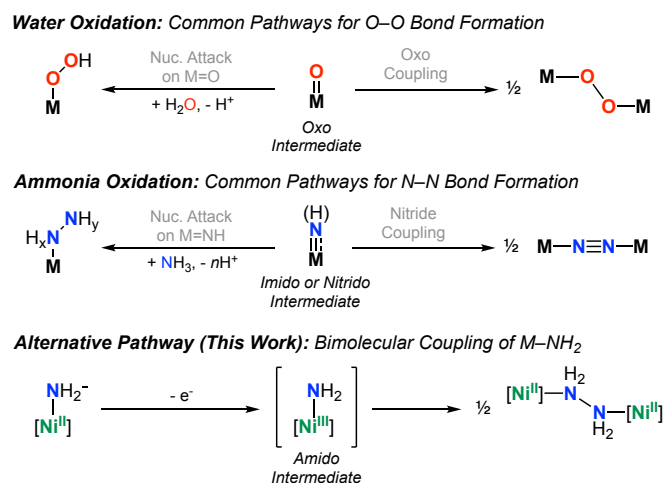 Water Oxidation: Common Pathways for O–O Bond Formation
OH
O
M
Nuc. Attack
on M=O
+ H₂O, - H⁺
O
M
Oxo
Intermediate
Oxo
Coupling
½
M
O
O
M
Ammonia Oxidation: Common Pathways for N–N Bond Formation
NHy
HxN
M
Nuc. Attack
on M=NH
+ NH₃, - nH⁺
(H)
N
M
Imido or Nitrido
Intermediate
Nitride
Coupling
½
M N N M
Alternative Pathway (This Work): Bimolecular Coupling of M–NH₂
NH₂⁻
[Niᴵᴵ]
- e⁻
NH₂
[Niᴵᴵᴵ]
Amido
Intermediate
½
H₂
[Niᴵᴵ] N
N [Niᴵᴵ]
H₂